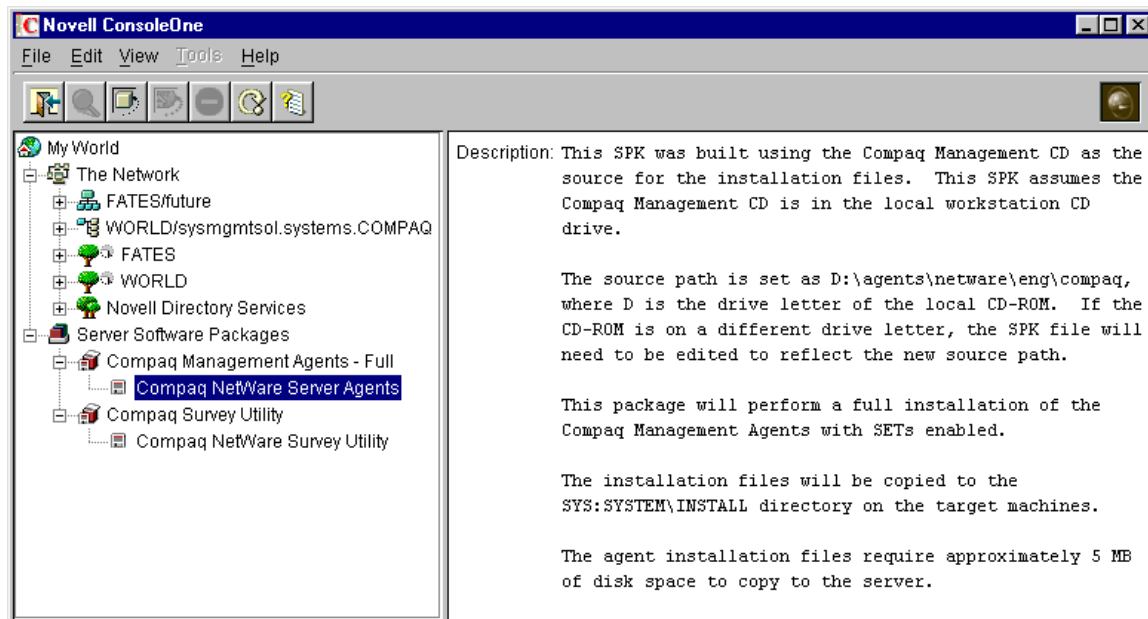 Novell ConsoleOne
File Edit View Tools Help
My World
The Network
FATES/future
WORLD/sysmgmtsol.systems.COMPAQ
FATES
WORLD
Novell Directory Services
Server Software Packages
Compaq Management Agents - Full
Compaq NetWare Server Agents
Compaq Survey Utility
Compaq NetWare Survey Utility
Description: This SPK was built using the Compaq Management CD as the
source for the installation files. This SPK assumes the
Compaq Management CD is in the local workstation CD
drive.
The source path is set as D:\agents\netware\eng\compaq,
where D is the drive letter of the local CD-ROM. If the
CD-ROM is on a different drive letter, the SPK file will
need to be edited to reflect the new source path.
This package will perform a full installation of the
Compaq Management Agents with SETs enabled.
The installation files will be copied to the
SYS:SYSTEM\INSTALL directory on the target machines.
The agent installation files require approximately 5 MB
of disk space to copy to the server.